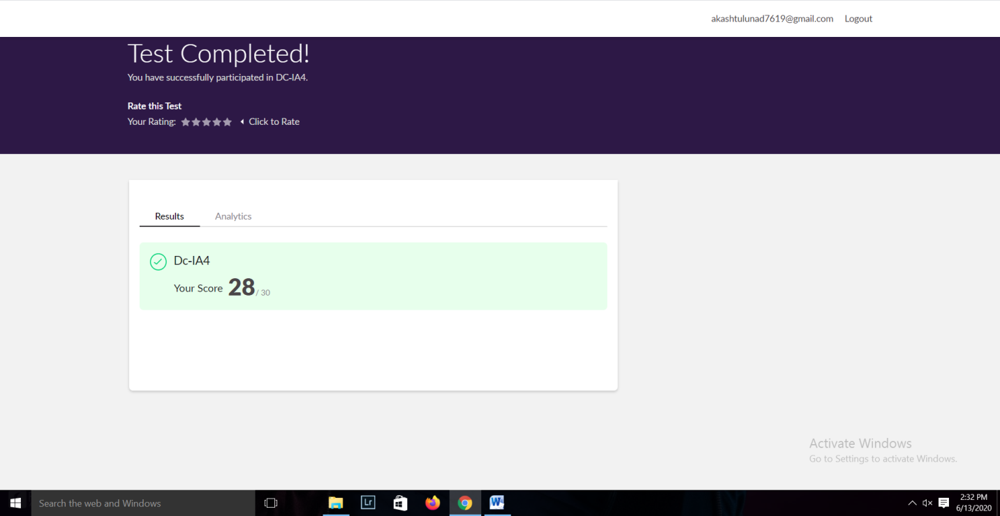 akashtulunad7619@gmail.com Logout
Test Completed!
You have successfully participated in DC-IA4.
Rate this Test
Your Rating: Click to Rate
Results Analytics
Dc-IA4
Your Score 28 / 30
Activate Windows
Go to Settings to activate Windows.
Search the web and Windows
Lr
W
2:32 PM
6/13/2020